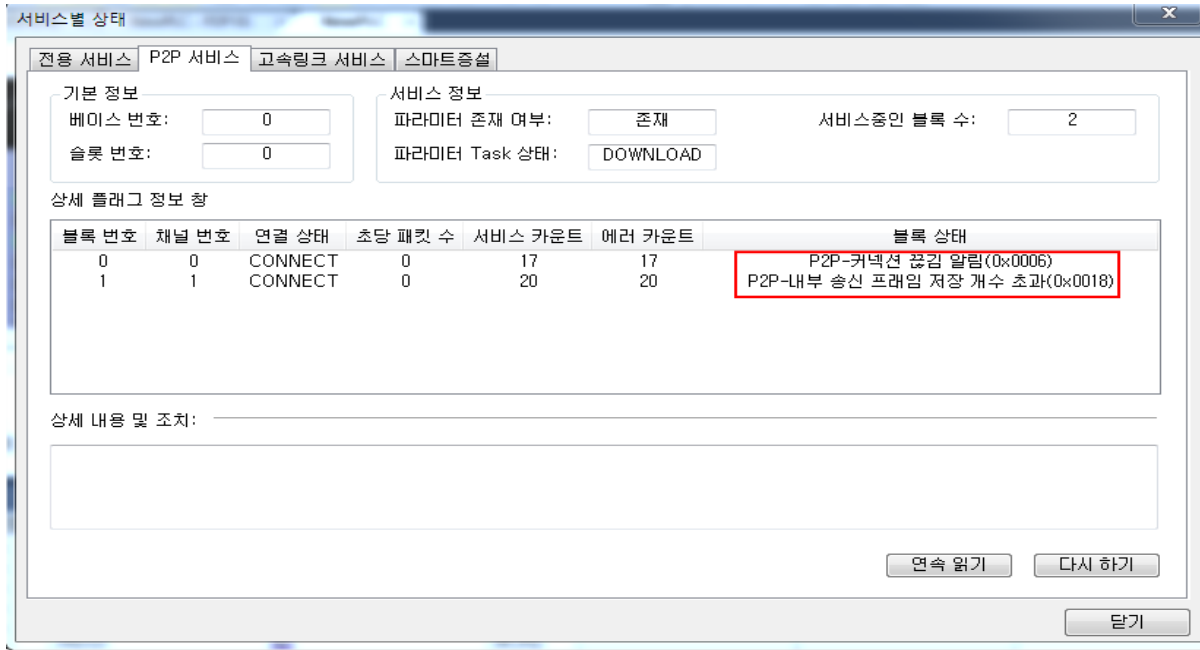 서비스별 상태
전용 서비스 P2P 서비스 고속링크 서비스 스마트증설
기본 정보 서비스 정보
베이스 번호: 0 파라미터 존재 여부: 존재 서비스중인 블록 수: 2
슬롯 번호: 0 파라미터 Task 상태: DOWNLOAD
상세 플래그 정보 창
블록 번호 채널 번호 연결 상태 초당 패킷 수 서비스 카운트 에러 카운트 블록 상태
0 0 CONNECT 0 17 17 P2P-커넥션 끊김 알림(0x0006)
1 1 CONNECT 0 20 20 P2P-내부 송신 프래임 저장 개수 초과(0x0018)
상세 내용 및 조치:
연속 읽기 다시 하기
닫기